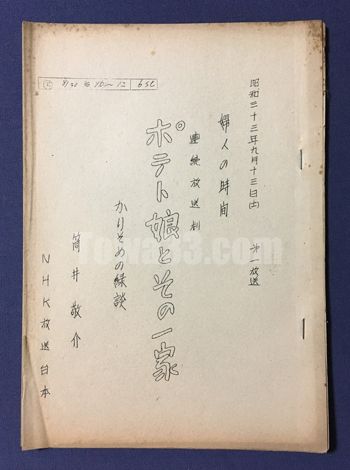 昭和三十三年九月十三日(土) 第一放送
婦人の時間
連続放送劇
ポテト娘とその一家
かりそめの縁談
筒井敬介
NHK放送台本
Towa33.com